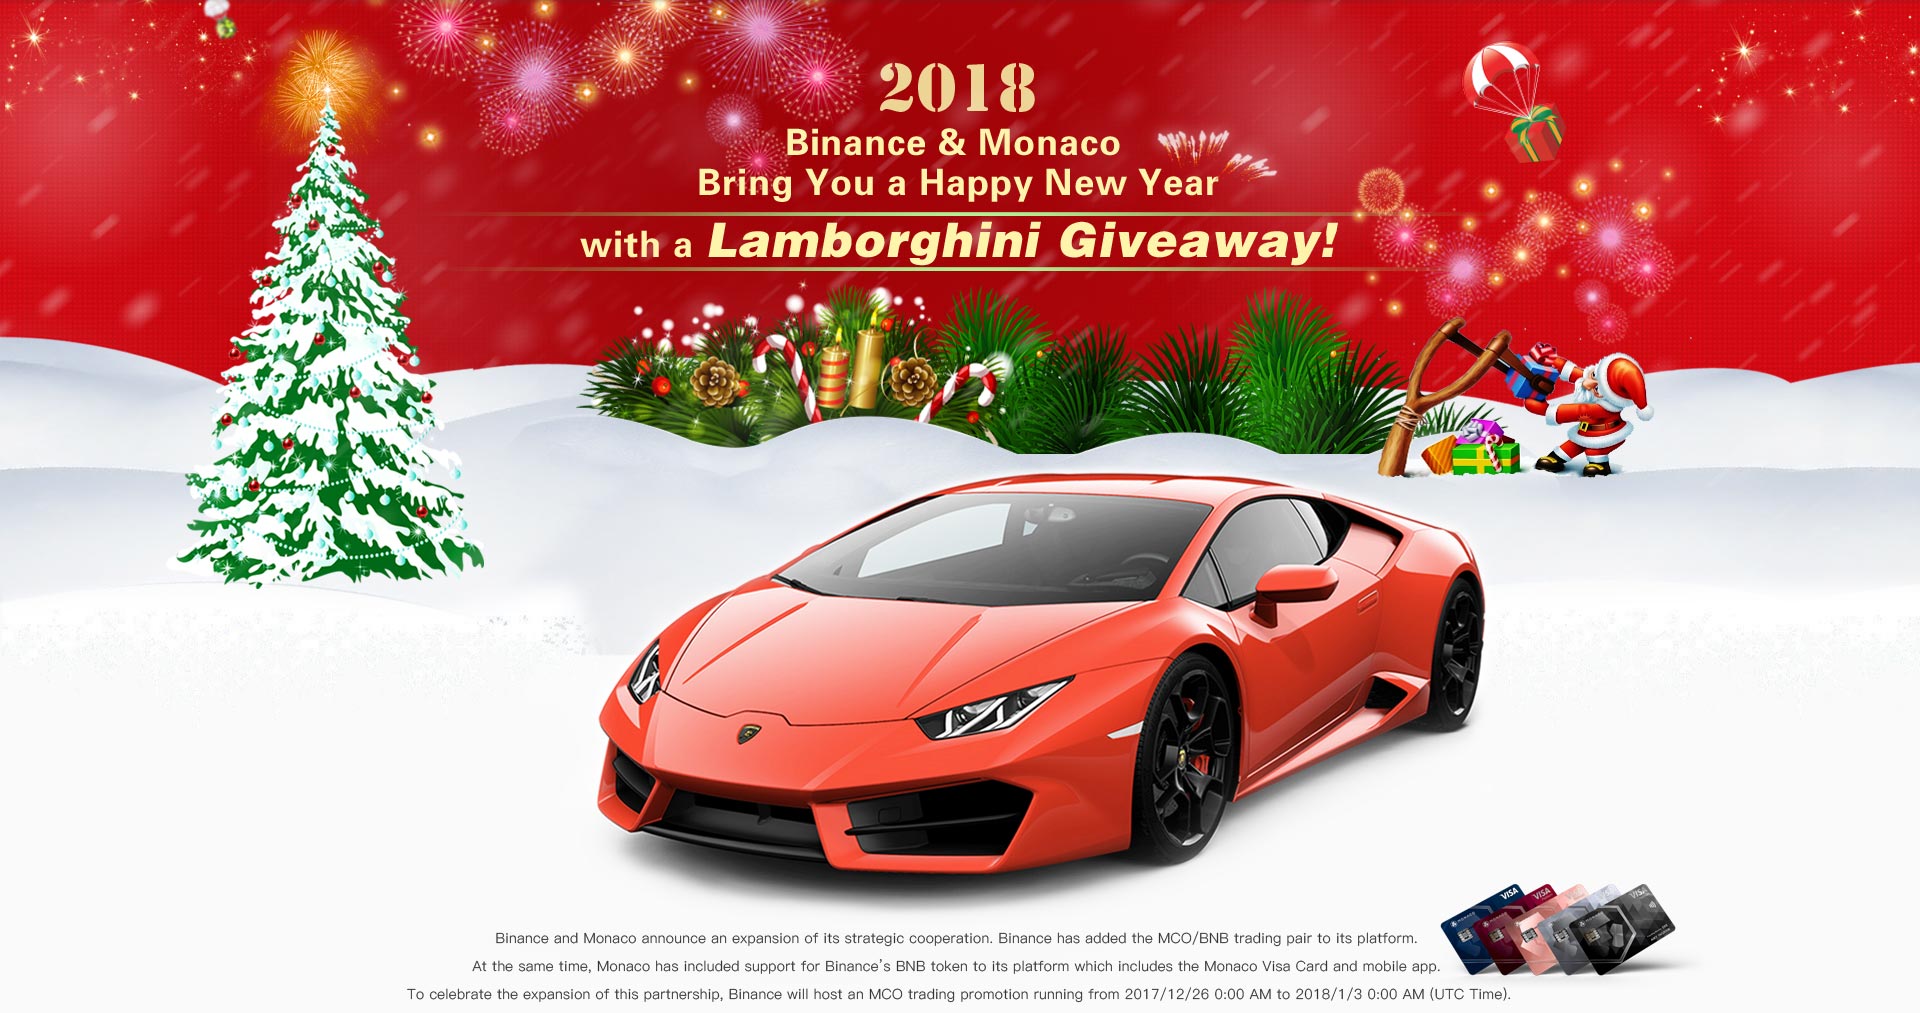 2018
Binance & Monaco
Bring You a Happy New Year
with a Lamborghini Giveaway!
VISA
VISA
VISA
MONACO
Binance and Monaco announce an expansion of its strategic cooperation. Binance has added the MCO/BNB trading pair to its platform.
At the same time, Monaco has included support for Binance's BNB token to its platform which includes the Monaco Visa Card and mobile app.
To celebrate the expansion of this partnership, Binance will host an MCO trading promotion running from 2017/12/26 0:00 AM to 2018/1/3 0:00 AM (UTC Time).